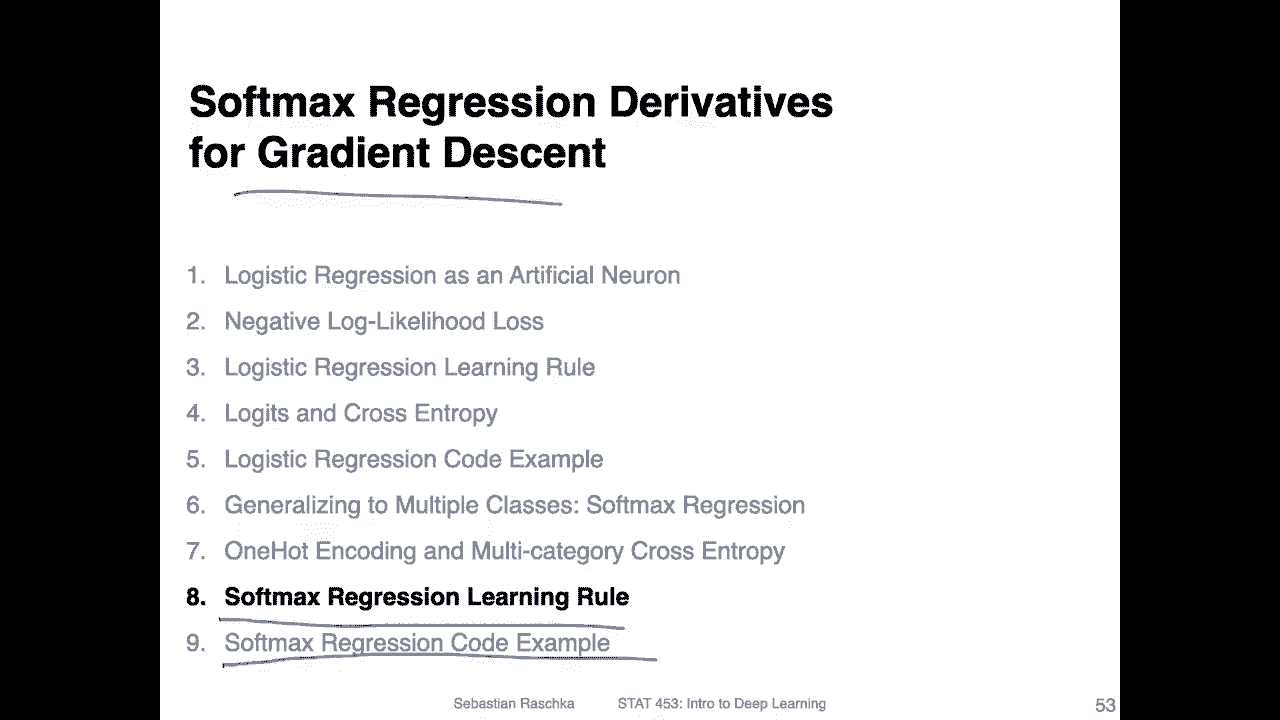 Softmax Regression Derivatives
for Gradient Descent
1. Logistic Regression as an Artificial Neuron
2. Negative Log-Likelihood Loss
3. Logistic Regression Learning Rule
4. Logits and Cross Entropy
5. Logistic Regression Code Example
6. Generalizing to Multiple Classes: Softmax Regression
7. OneHot Encoding and Multi-category Cross Entropy
8. Softmax Regression Learning Rule
9. Softmax Regression Code Example
Sebastian Raschka STAT 453: Intro to Deep Learning 53